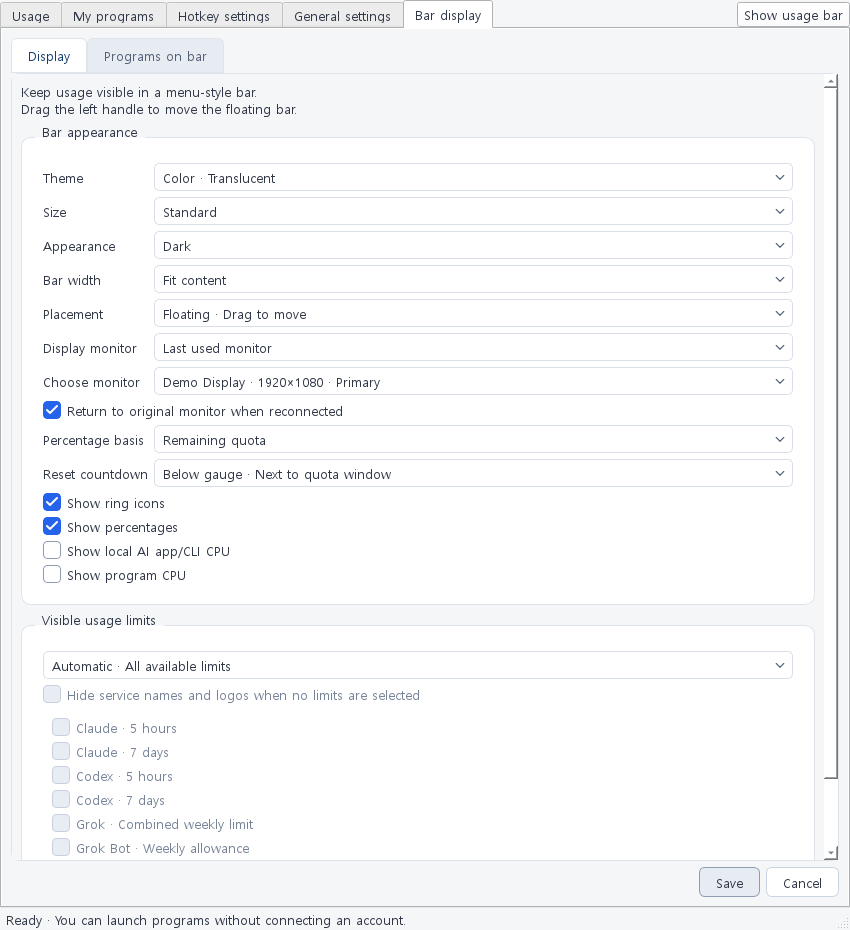 Usage My programs Hotkey settings General settings Bar display Show usage bar
Display Programs on bar
Keep usage visible in a menu-style bar.
Drag the left handle to move the floating bar.
Bar appearance
Theme Color · Translucent
Size Standard
Appearance Dark
Bar width Fit content
Placement Floating · Drag to move
Display monitor Last used monitor
Choose monitor Demo Display · 1920×1080 · Primary
Return to original monitor when reconnected
Percentage basis Remaining quota
Reset countdown Below gauge · Next to quota window
Show ring icons
Show percentages
Show local AI app/CLI CPU
Show program CPU
Visible usage limits
Automatic · All available limits
Hide service names and logos when no limits are selected
Claude · 5 hours
Claude · 7 days
Codex · 5 hours
Codex · 7 days
Grok · Combined weekly limit
Grok Bot · Weekly allowance
Save Cancel
Ready · You can launch programs without connecting an account.